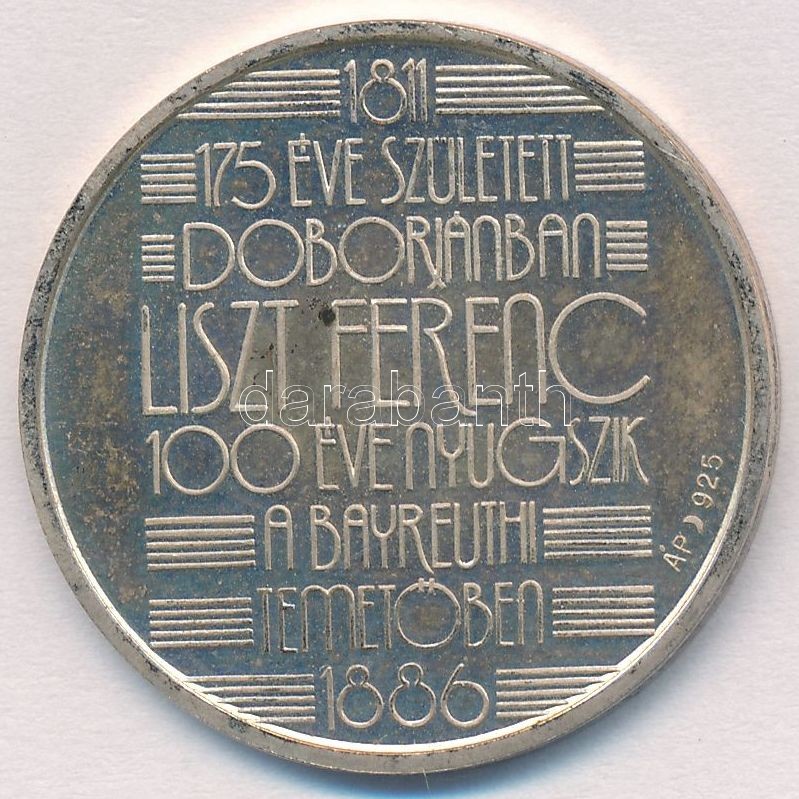 1811
175 ÉVE SZÜLETETT
DOBORJÁNBAN
LISZT FERENC
darabanth
100 ÉVE NYUGSZIK
A BAYREUTHI
TEMETŐBEN
1886
ÁP 925